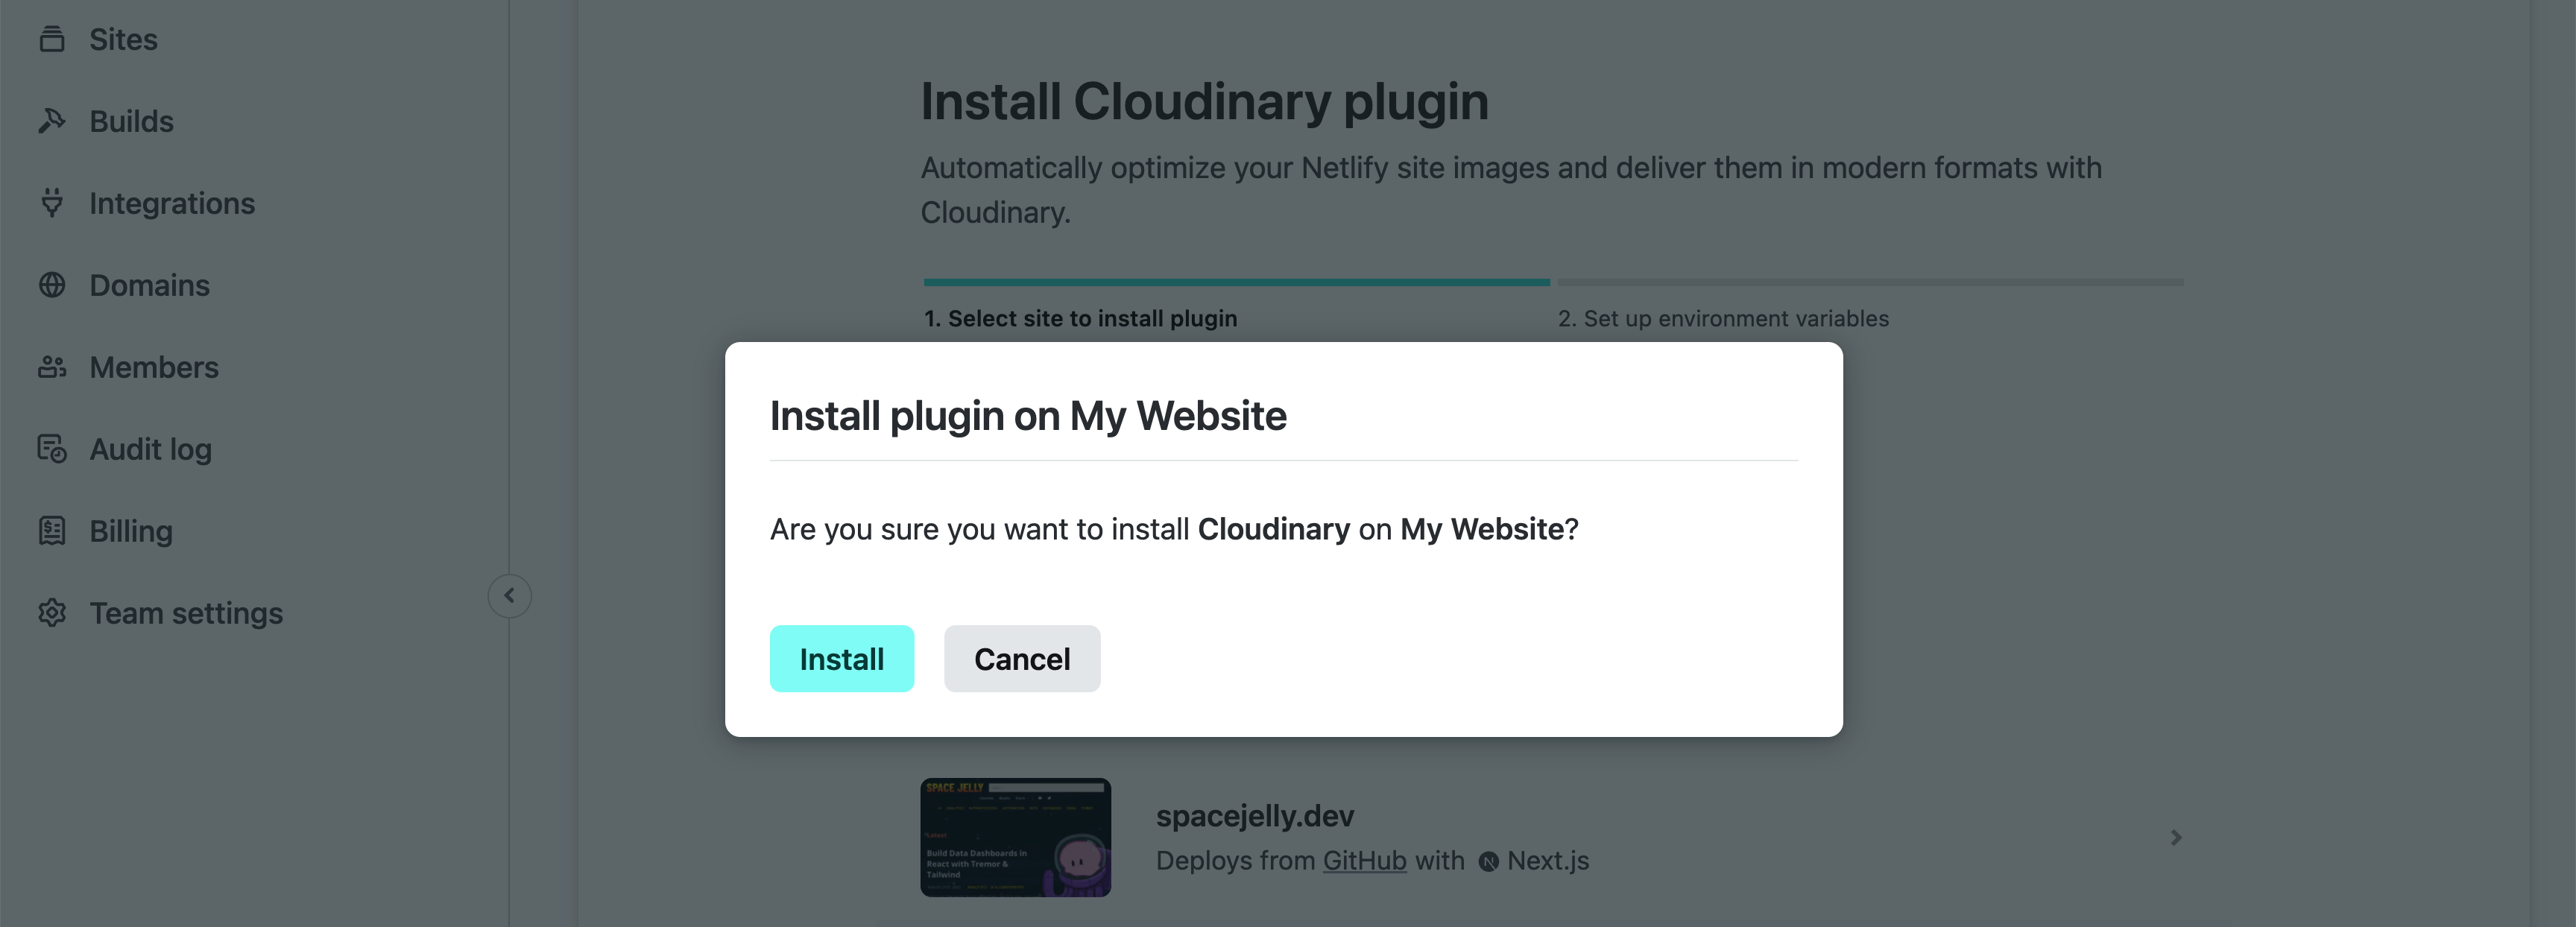 Sites
Builds
Integrations
Domains
Members
Audit log
Billing
Team settings
Install Cloudinary plugin
Automatically optimize your Netlify site images and deliver them in modern formats with
Cloudinary.
1. Select site to install plugin
2. Set up environment variables
Install plugin on My Website
Are you sure you want to install Cloudinary on My Website?
Install
Cancel
SPACE JELLY
Build Data Dashboards in
React with Tremor &
Tailwind
spacejelly.dev
Deploys from GitHub with N Next.js